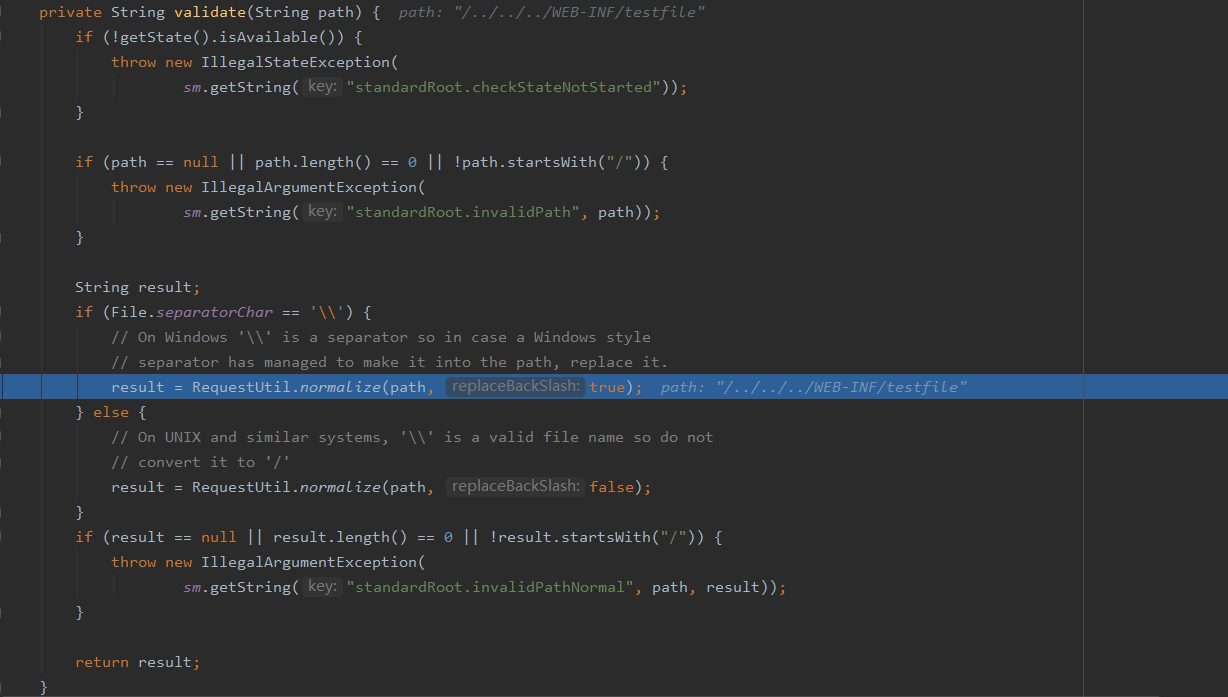 private String validate(String path) {  path: "/../../../WEB-INF/testfile"
    if (!getState().isAvailable()) {
        throw new IllegalStateException(
                sm.getString( key: "standardRoot.checkStateNotStarted"));
    }

    if (path == null || path.length() == 0 || !path.startsWith("/")) {
        throw new IllegalArgumentException(
                sm.getString( key: "standardRoot.invalidPath", path));
    }

    String result;
    if (File.separatorChar == '\\') {
        // On Windows '\\' is a separator so in case a Windows style
        // separator has managed to make it into the path, replace it.
        result = RequestUtil.normalize(path, replaceBackSlash: true);  path: "/../../../WEB-INF/testfile"
    } else {
        // On UNIX and similar systems, '\\' is a valid file name so do not
        // convert it to '/'
        result = RequestUtil.normalize(path, replaceBackSlash: false);
    }
    if (result == null || result.length() == 0 || !result.startsWith("/")) {
        throw new IllegalArgumentException(
                sm.getString( key: "standardRoot.invalidPathNormal", path, result));
    }

    return result;
}